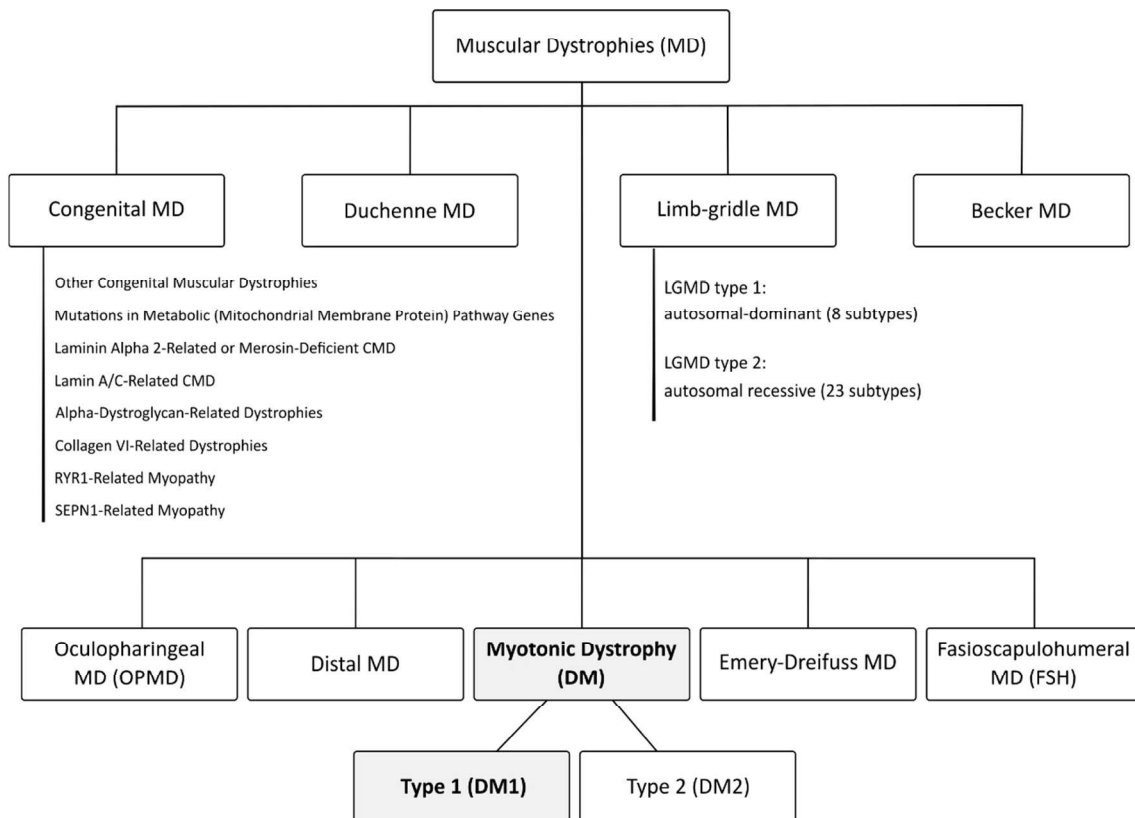 Muscular Dystrophies (MD)
Congenital MD
Duchenne MD
Limb-gridle MD
Becker MD
Other Congenital Muscular Dystrophies
Mutations in Metabolic (Mitochondrial Membrane Protein) Pathway Genes
Laminin Alpha 2-Related or Merosin-Deficient CMD
Lamin A/C-Related CMD
Alpha-Dystroglycan-Related Dystrophies
Collagen VI-Related Dystrophies
RYR1-Related Myopathy
SEPN1-Related Myopathy
LGMD type 1:
autosomal-dominant (8 subtypes)
LGMD type 2:
autosomal recessive (23 subtypes)
Oculopharingeal
MD (OPMD)
Distal MD
Myotonic Dystrophy
(DM)
Emery-Dreifuss MD
Fasioscapulohumeral
MD (FSH)
Type 1 (DM1)
Type 2 (DM2)